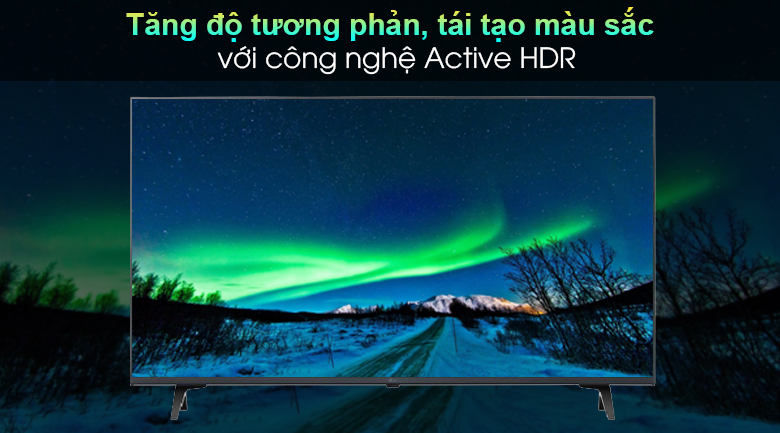 Tăng độ tương phản, tái tạo màu sắc
với công nghệ Active HDR